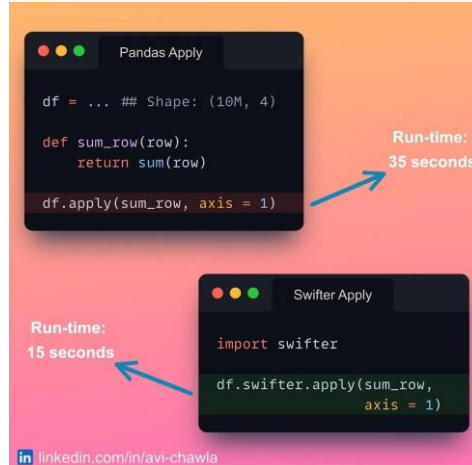 Pandas Apply
df = ... ## Shape: (10M, 4)
def sum_row(row):
    return sum(row)
df.apply(sum_row, axis = 1)
Run-time:
35 seconds
Swifter Apply
import swifter
df.swifter.apply(sum_row,
axis = 1)
Run-time:
15 seconds
in linkedin.com/in/avi-chawla